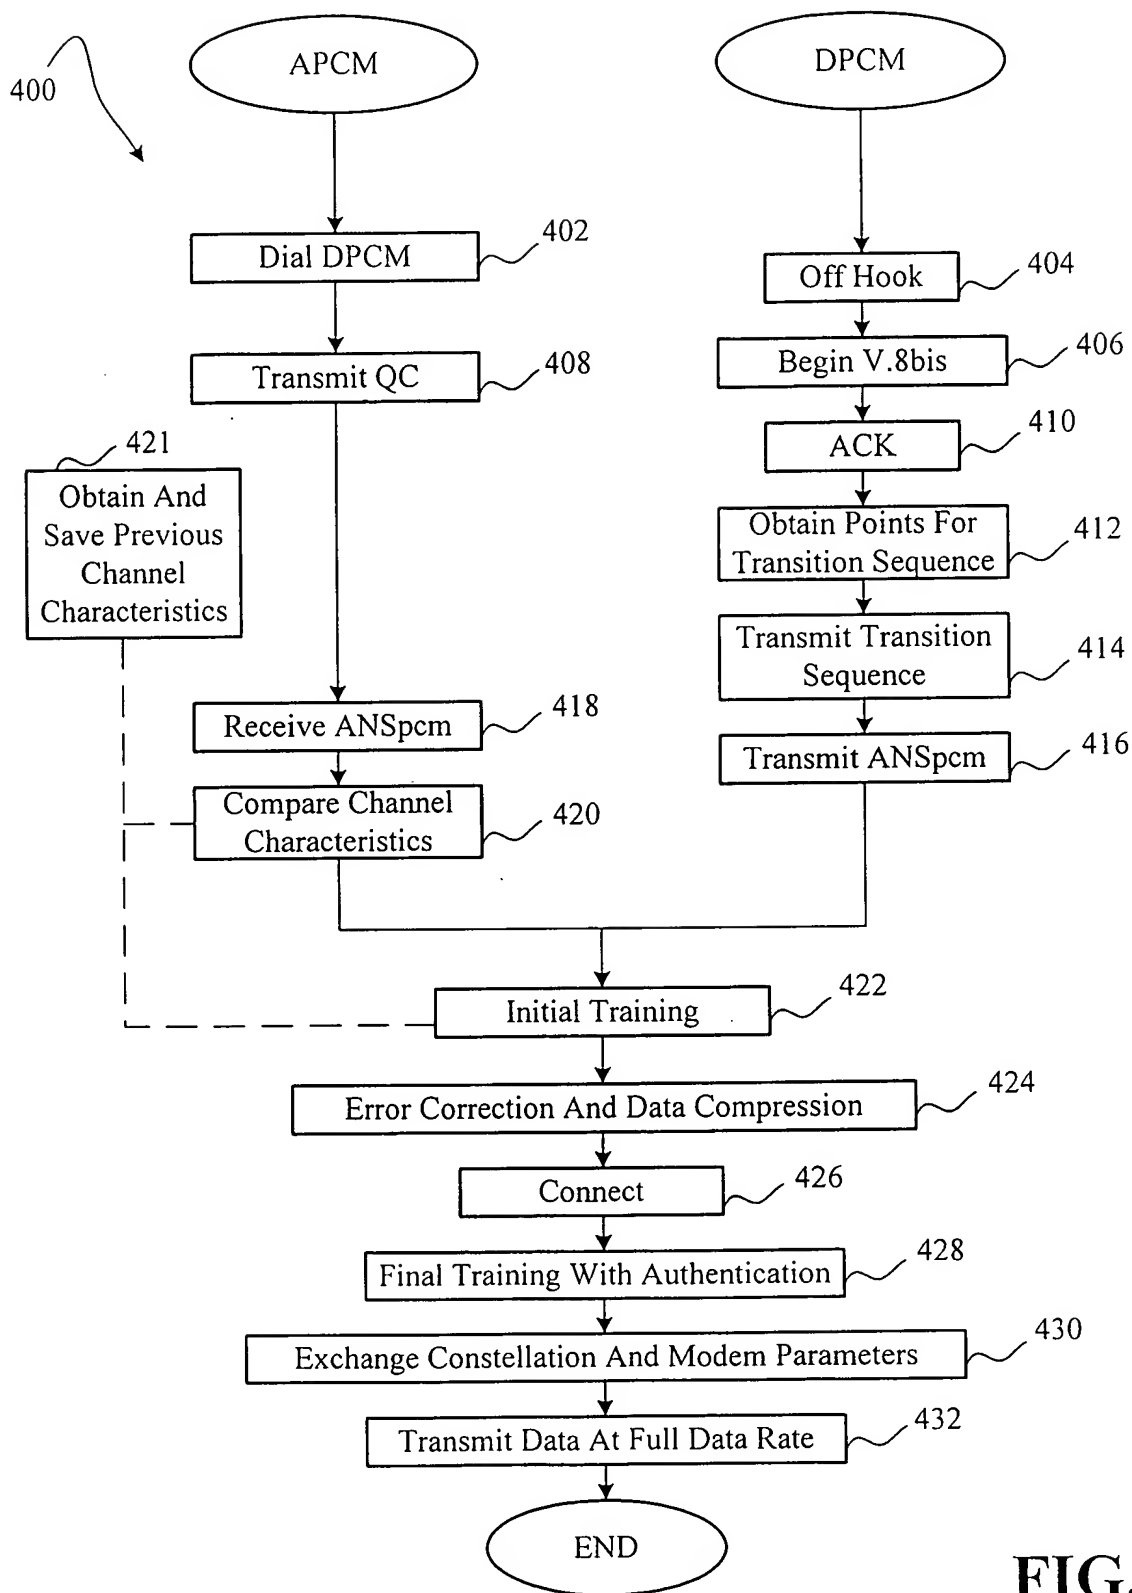 APCM
DPCM
400
Dial DPCM
402
Off Hook
404
Transmit QC
408
Begin V.8bis
406
ACK
410
421
Obtain And
Save Previous
Channel
Characteristics
Obtain Points For
Transition Sequence
412
Transmit Transition
Sequence
414
Receive ANSpcm
418
Transmit ANSpcm
416
Compare Channel
Characteristics
420
Initial Training
422
Error Correction And Data Compression
424
Connect
426
Final Training With Authentication
428
Exchange Constellation And Modem Parameters
430
Transmit Data At Full Data Rate
432
END
FIG.